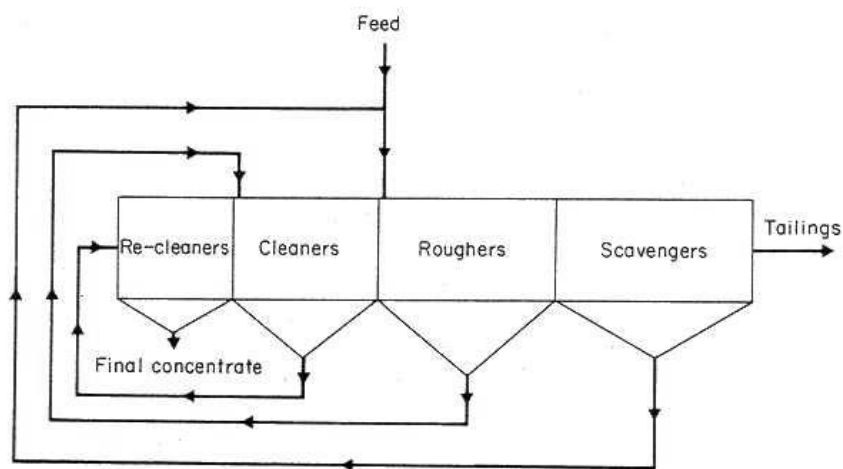 Feed
Re-cleaners
Cleaners
Roughers
Scavengers
Tailings
Final concentrate